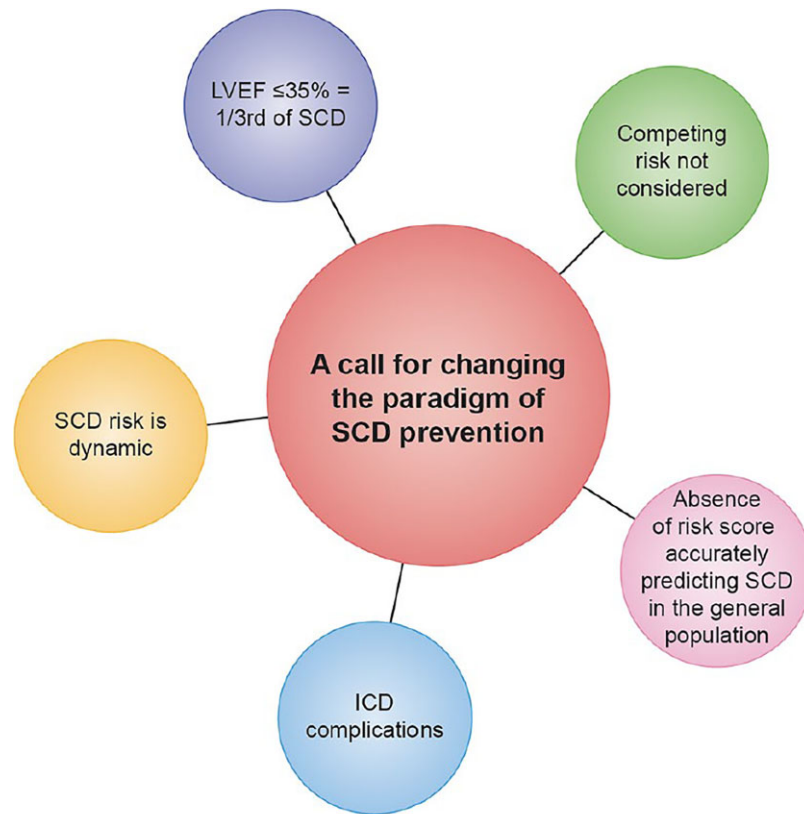 LVEF ≤35% =
1/3rd of SCD
Competing
risk not
considered
A call for changing
the paradigm of
SCD prevention
SCD risk is
dynamic
Absence
of risk score
accurately
predicting SCD
in the general
population
ICD
complications